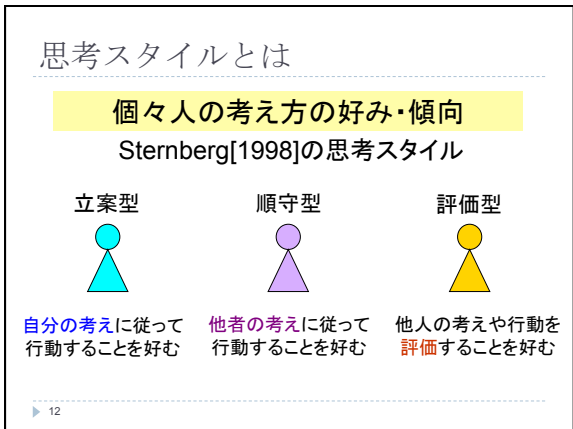 思考スタイルとは
個々人の考え方の好み・傾向
Sternberg[1998]の思考スタイル
立案型
順守型
評価型
自分の考えに従って
行動することを好む
他者の考えに従って
行動することを好む
他人の考えや行動を
評価することを好む
12